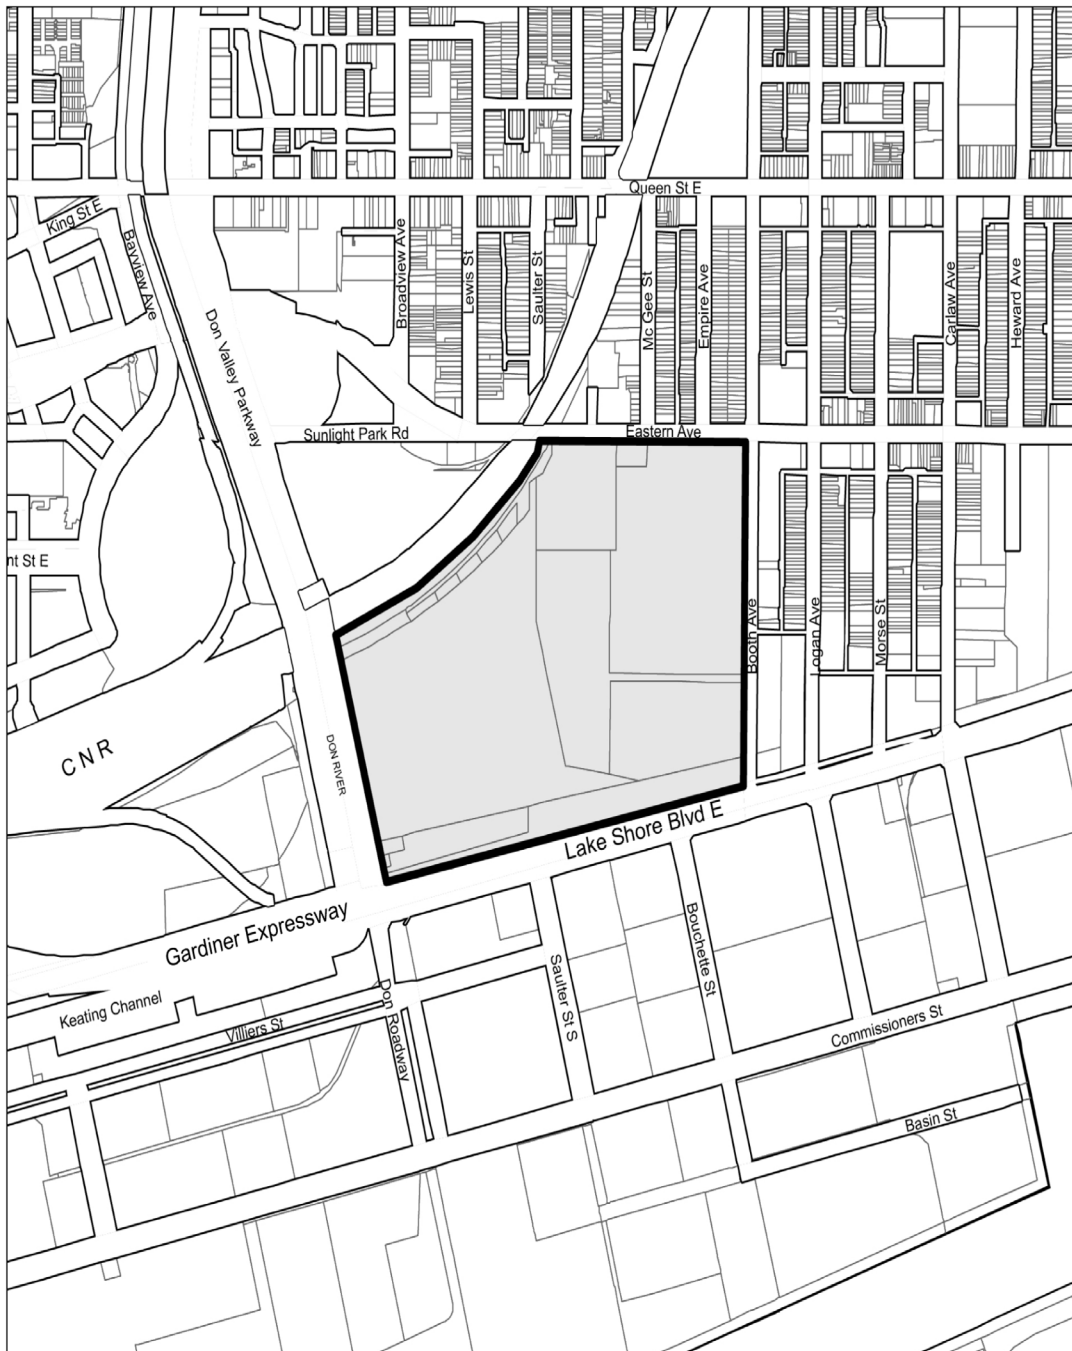 Queen St E
King St E
Bayview Ave
Broadview Ave
Lewis St
Saulter St
Mc Gee St
Empire Ave
Carlaw Ave
Heward Ave
Don Valley Parkway
Sunlight Park Rd
Eastern Ave
nt St E
Booth Ave
ogan Ave
Morse St
CNR
DON RIVER
Lake Shore Blvd E
Gardiner Expressway
Bouchette St
Saulter St S
Keating Channel
Don Roadway
Villiers St
Commissioners St
Basin St